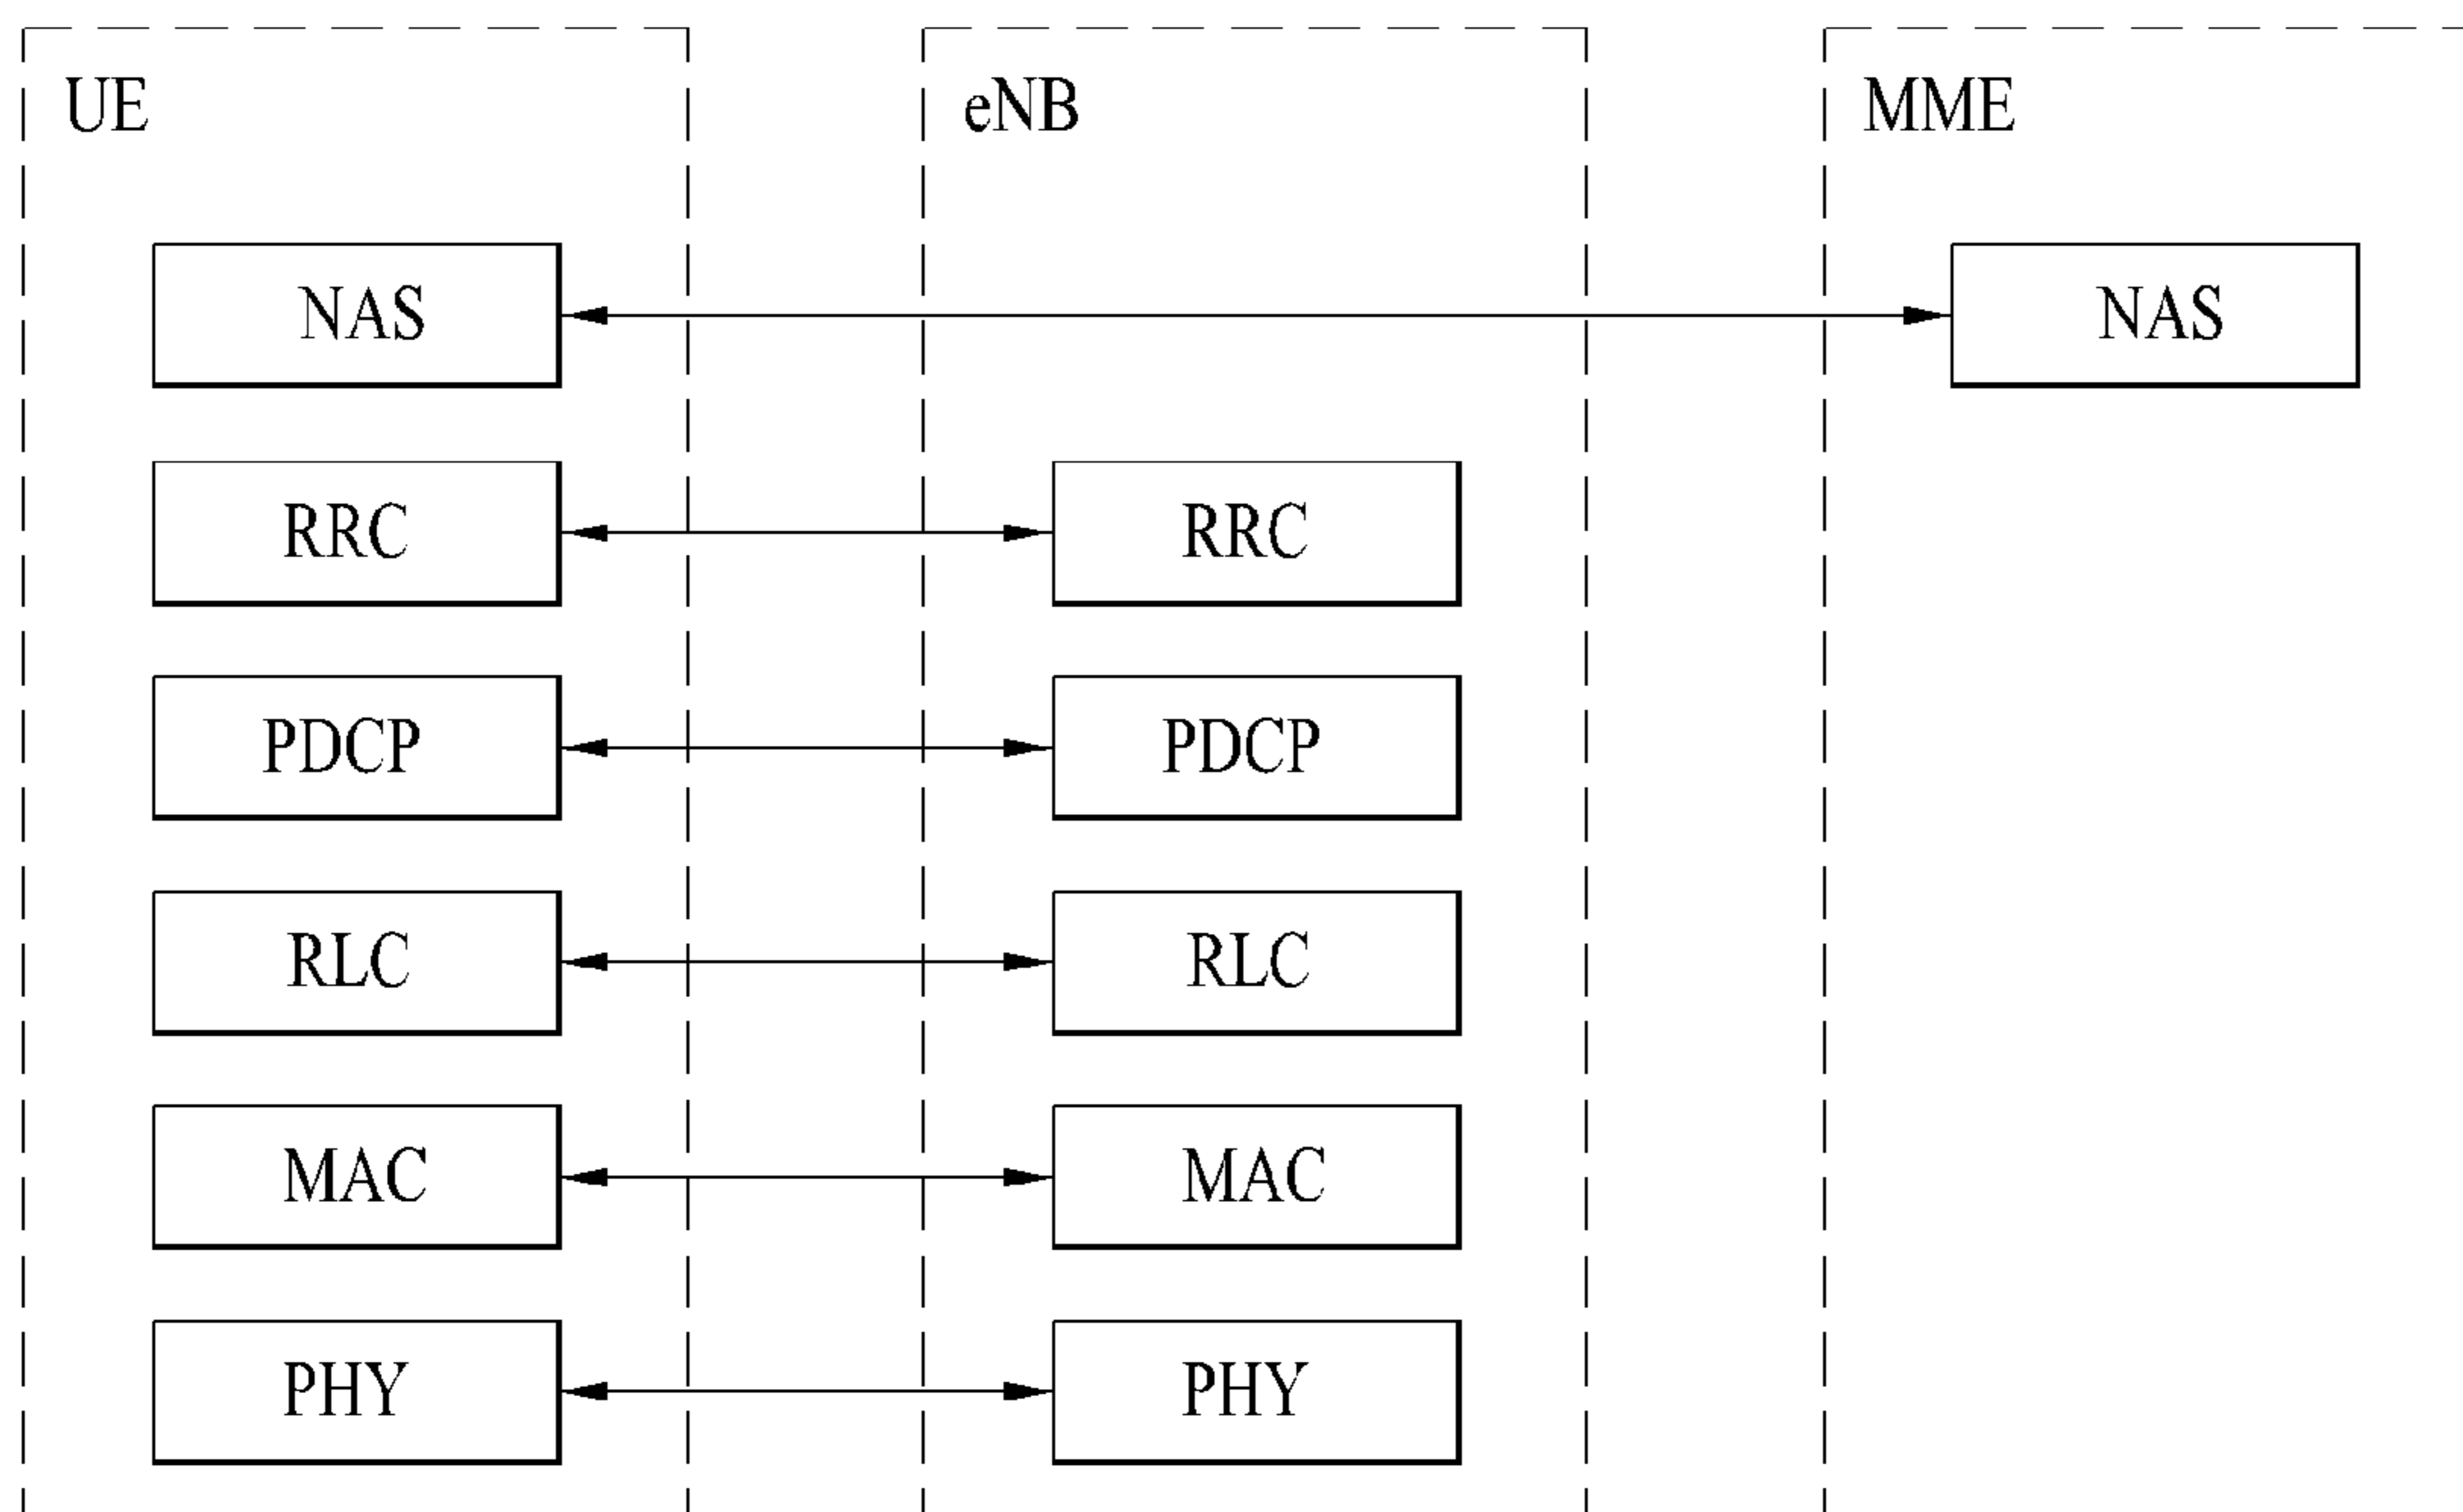 UE eNB MME
NAS NAS
RRC RRC
PDCP PDCP
RLC RLC
MAC MAC
PHY PHY